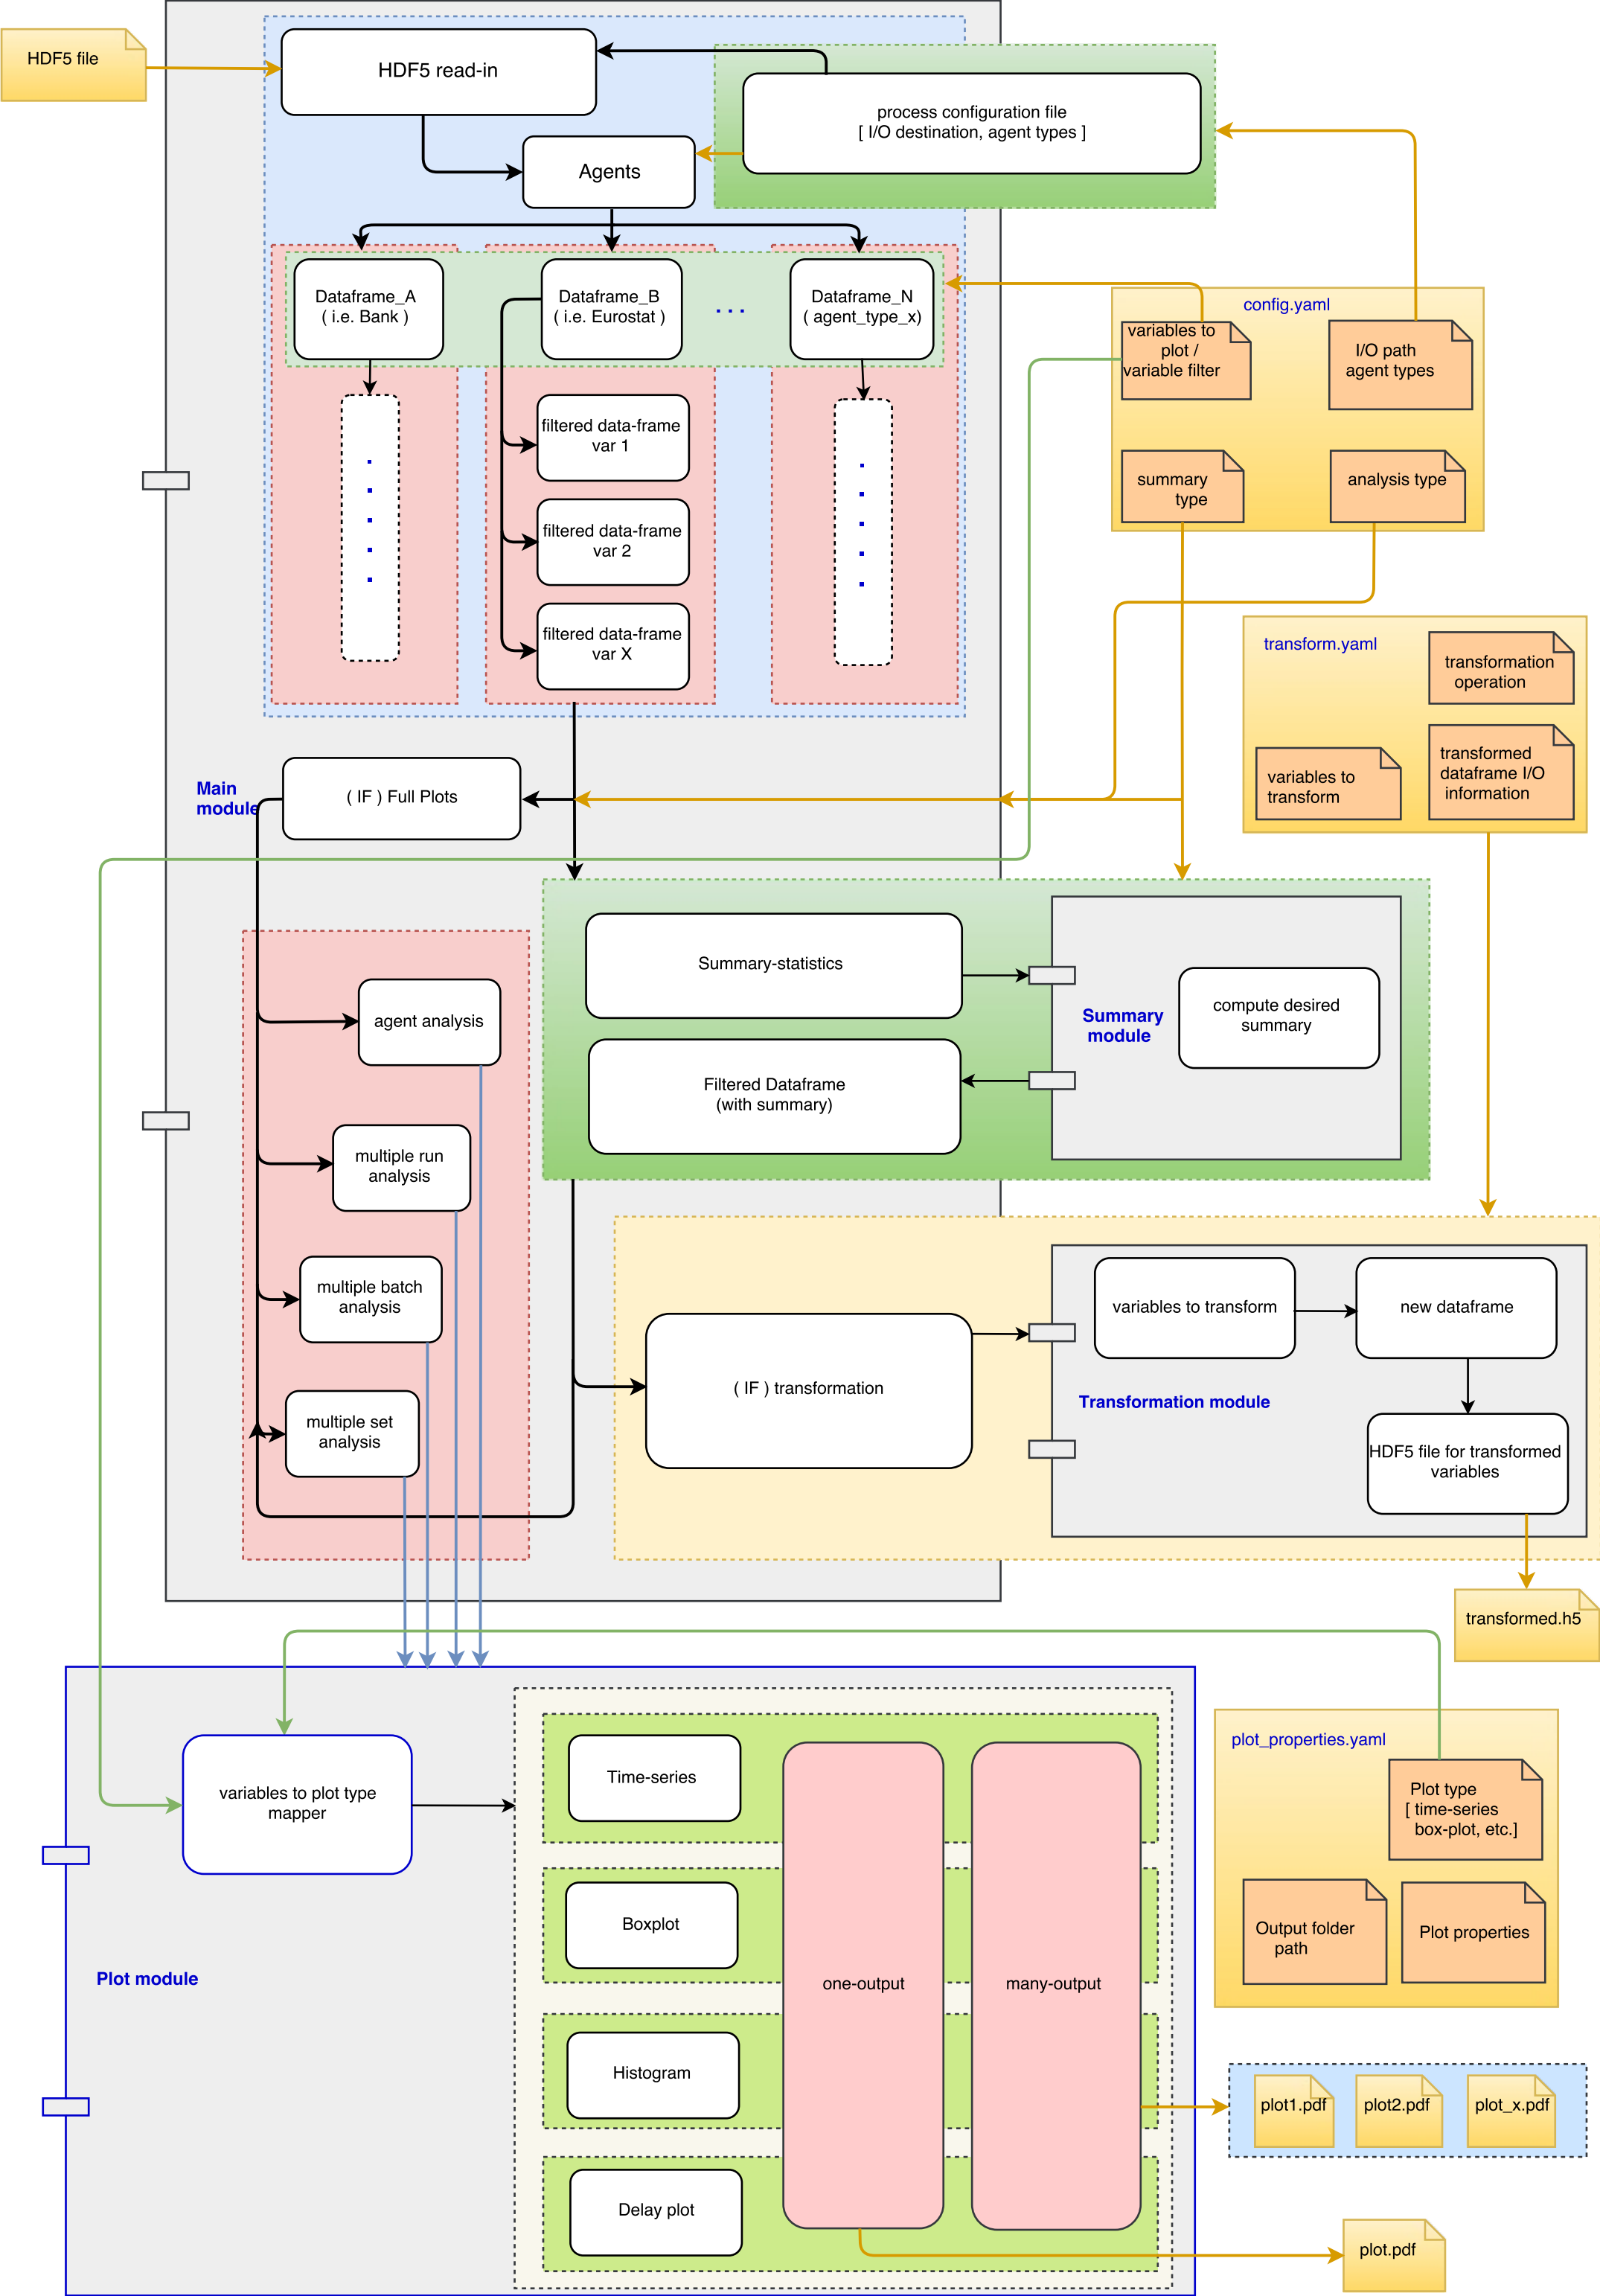 HDF5 file
HDF5 read-in
process configuration file
[ I/O destination, agent types ]
Agents
Dataframe_A
( i.e. Bank )
Dataframe_B
( i.e. Eurostat )
. . .
Dataframe_N
( agent_type_x)
config.yaml
variables to
plot /
variable filter
I/O path
agent types
summary
type
analysis type
filtered data-frame
var 1
filtered data-frame
var 2
filtered data-frame
var X
transform.yaml
transformation
operation
variables to
transform
transformed
dataframe I/O
information
Main
module
( IF ) Full Plots
Summary-statistics
Summary
module
compute desired
summary
Filtered Dataframe
(with summary)
agent analysis
multiple run
analysis
multiple batch
analysis
multiple set
analysis
( IF ) transformation
variables to transform
new dataframe
Transformation module
HDF5 file for transformed
variables
transformed.h5
variables to plot type
mapper
Plot module
Time-series
Boxplot
Histogram
Delay plot
one-output
many-output
plot_properties.yaml
Plot type
[ time-series
box-plot, etc.]
Output folder
path
Plot properties
plot1.pdf
plot2.pdf
plot_x.pdf
plot.pdf